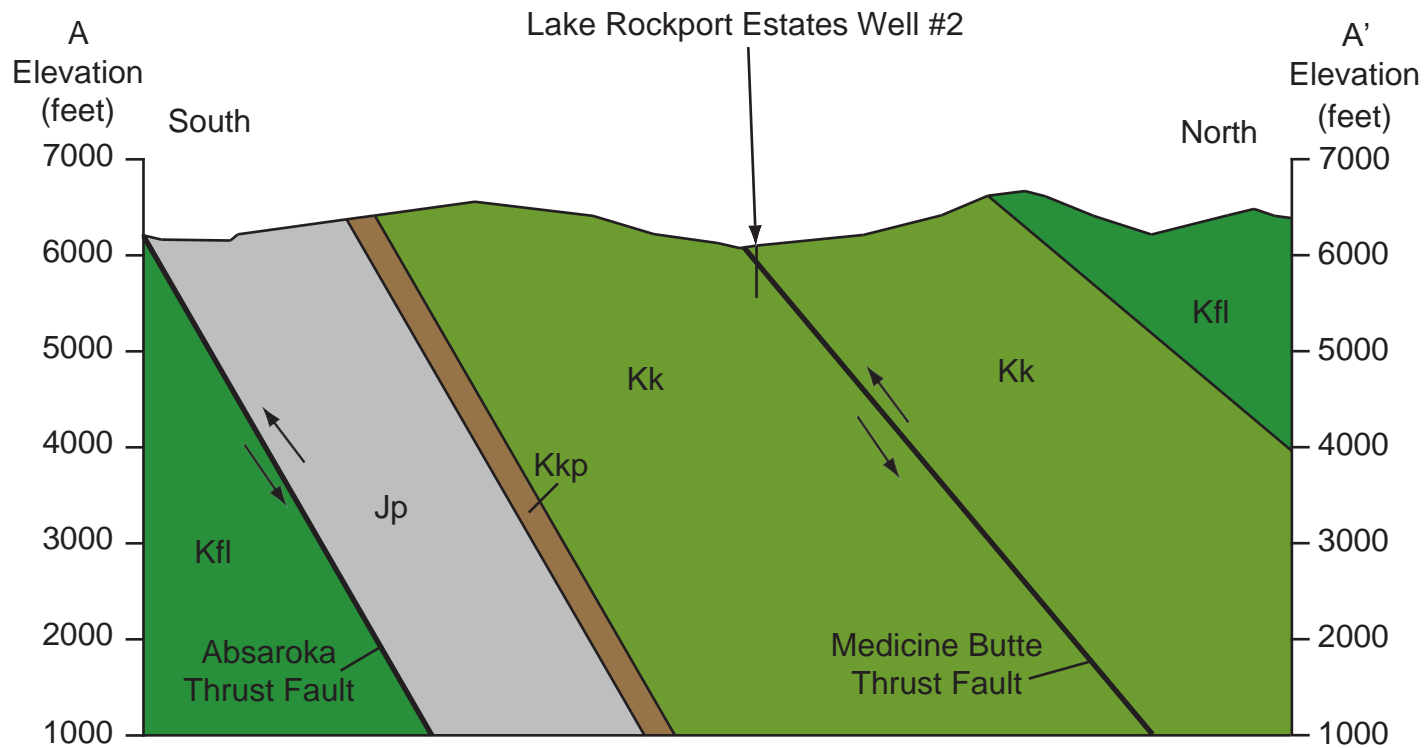 Lake Rockport Estates Well #2
A
Elevation
(feet)
South
A'
Elevation
(feet)
North
7000
6000
5000
4000
3000
2000
1000
7000
6000
5000
4000
3000
2000
1000
Kfl
Kk
Kk
Kkp
Jp
Kfl
Absaroka
Thrust Fault
Medicine Butte
Thrust Fault